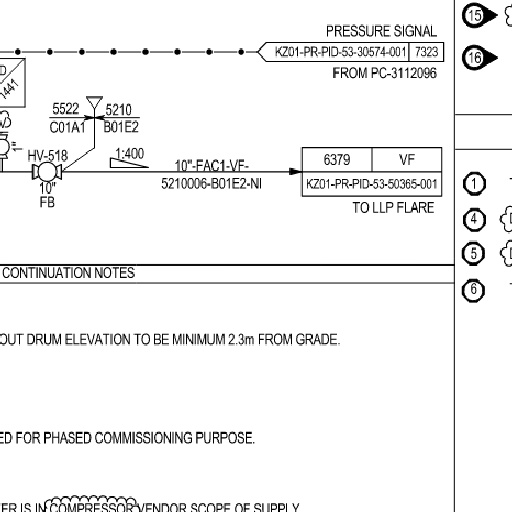 PRESSURE SIGNAL
KZ01-PR-PID-53-30574-001 7323
FROM PC-3112096
15
16
1441
5522 5210
C01A1 B01E2
1"
HV-518
1:400
10"
FB
10"-FAC1-VF-
5210006-B01E2-NI
6379 VF
KZ01-PR-PID-53-50365-001
TO LLP FLARE
1
4
5
6
CONTINUATION NOTES
OUT DRUM ELEVATION TO BE MINIMUM 2.3m FROM GRADE.
ED FOR PHASED COMMISSIONING PURPOSE.
ER IS IN COMPRESSOR VENDOR SCOPE OF SUPPLY